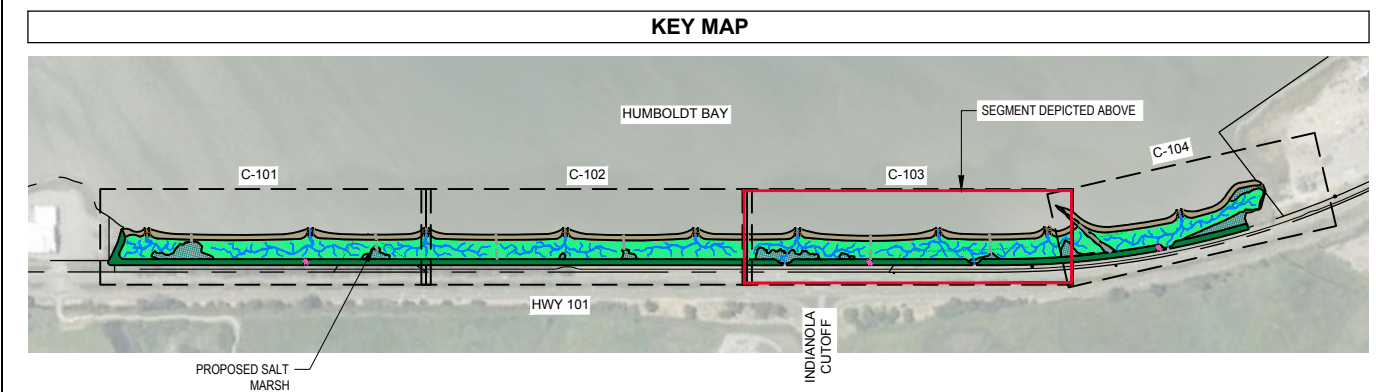 KEY MAP
HUMBOLDT BAY
SEGMENT DEPICTED ABOVE
C-101
C-102
C-103
C-104
HWY 101
INDIANOLA
CUTOFF
PROPOSED SALT
MARSH